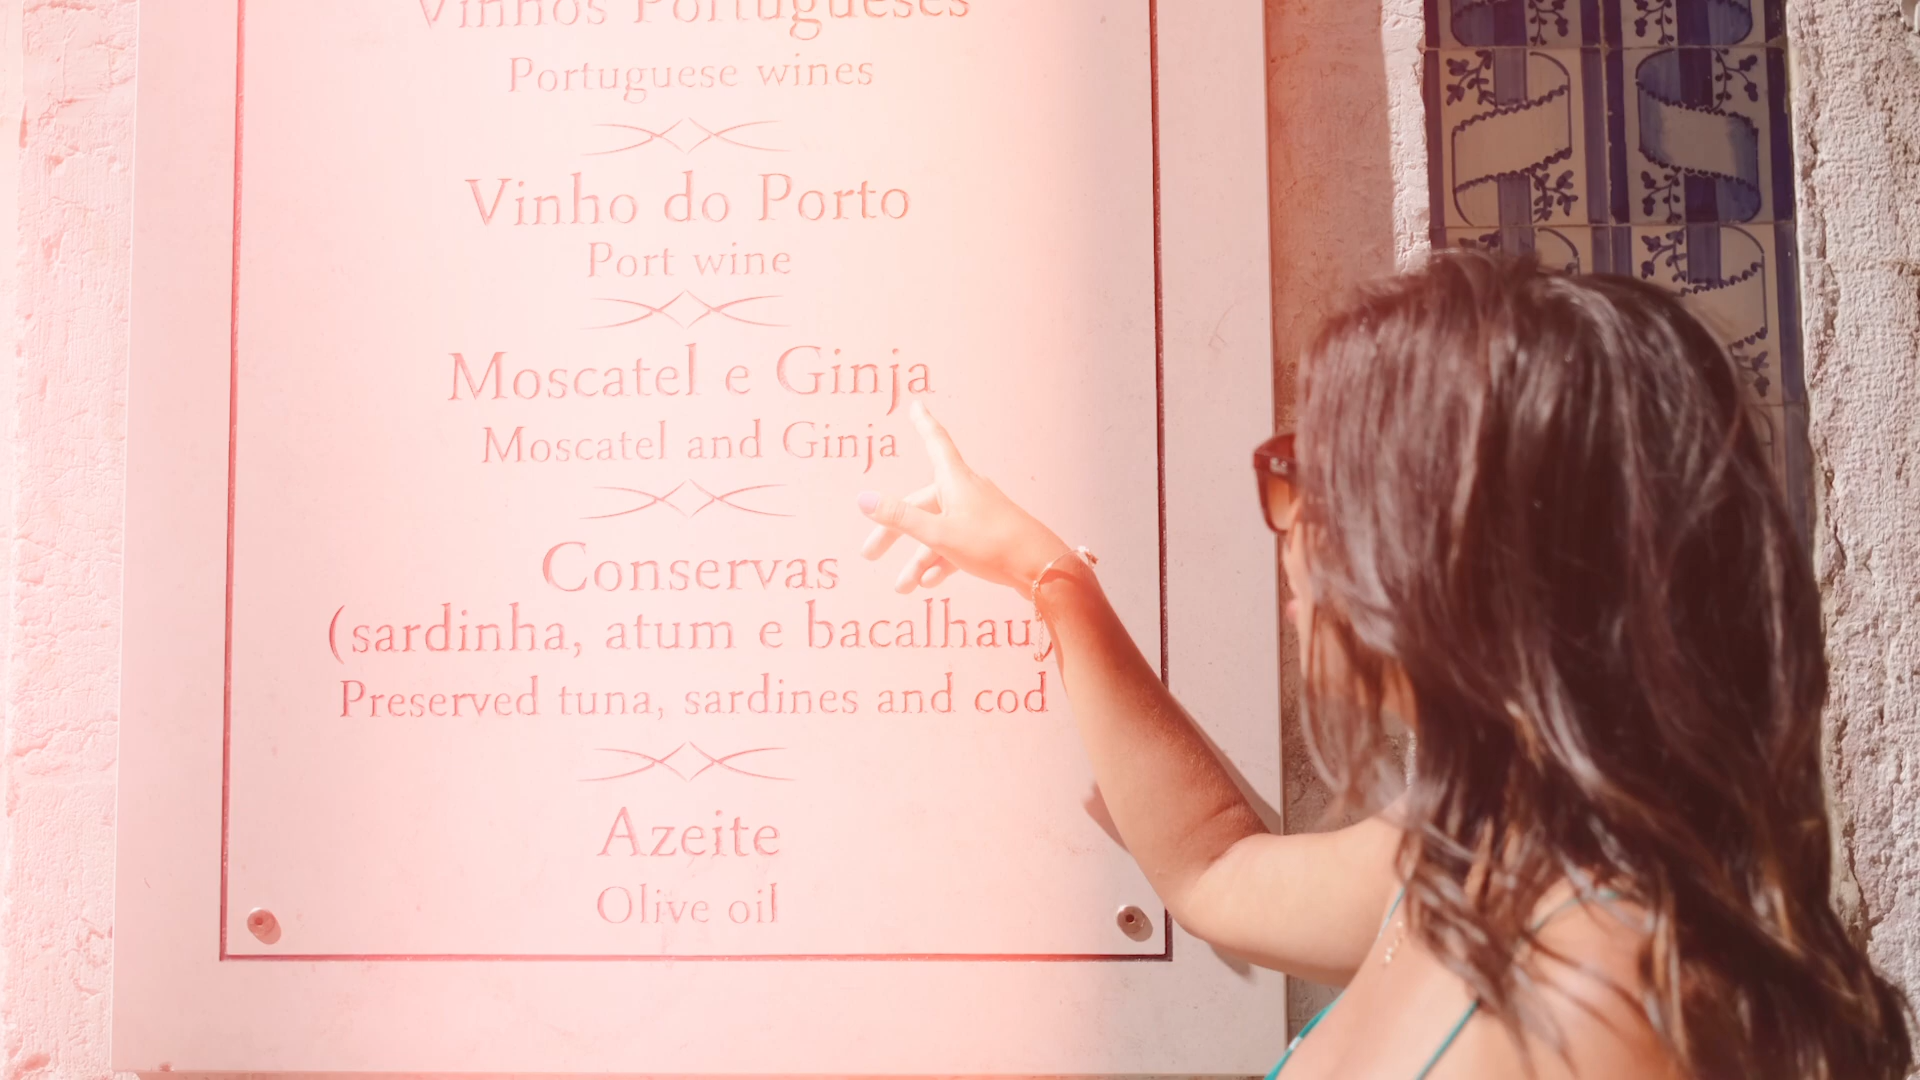 Vinhos Portugueses
Portuguese wines
Vinho do Porto
Port wine
Moscatel e Ginja
Moscatel and Ginja
Conservas
(sardinha, atum e bacalhau)
Preserved tuna, sardines and cod
Azeite
Olive oil